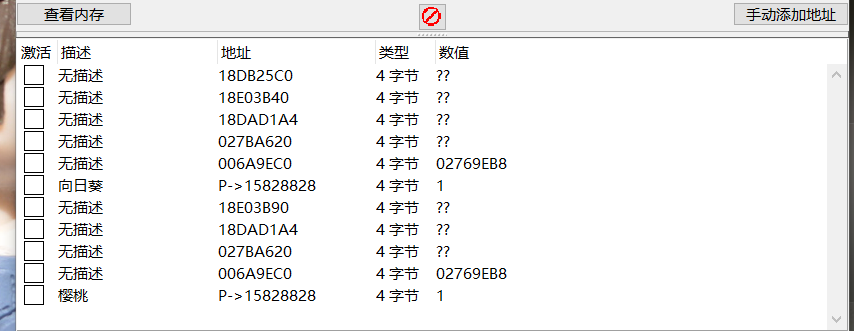 查看内存 手动添加地址
激活 描述 地址 类型 数值
无描述 18DB25C0 4 字节 ??
无描述 18E03B40 4 字节 ??
无描述 18DAD1A4 4 字节 ??
无描述 027BA620 4 字节 ??
无描述 006A9EC0 4 字节 02769EB8
向日葵 P->15828828 4 字节 1
无描述 18E03B90 4 字节 ??
无描述 18DAD1A4 4 字节 ??
无描述 027BA620 4 字节 ??
无描述 006A9EC0 4 字节 02769EB8
樱桃 P->15828828 4 字节 1